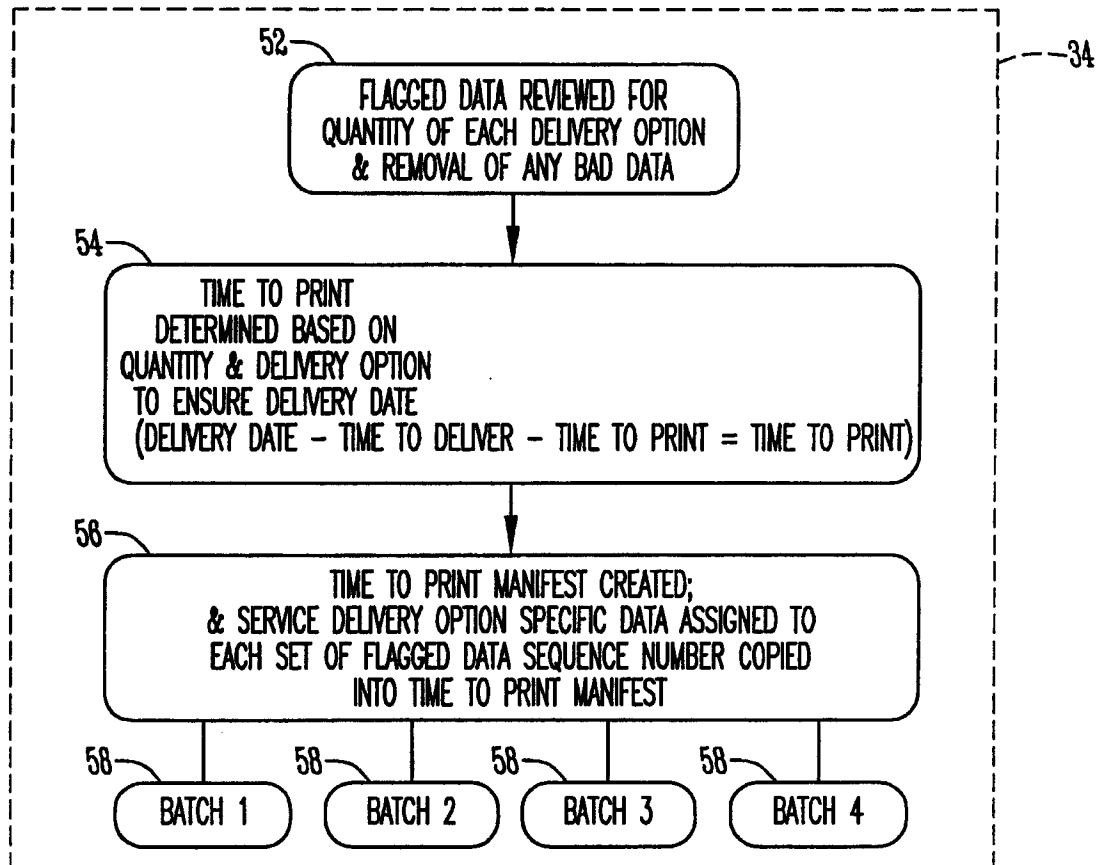 52
34
FLAGGED DATA REVIEWED FOR
QUANTITY OF EACH DELIVERY OPTION
& REMOVAL OF ANY BAD DATA
54
TIME TO PRINT
DETERMINED BASED ON
QUANTITY & DELIVERY OPTION
TO ENSURE DELIVERY DATE
(DELIVERY DATE - TIME TO DELIVER - TIME TO PRINT = TIME TO PRINT)
56
TIME TO PRINT MANIFEST CREATED;
& SERVICE DELIVERY OPTION SPECIFIC DATA ASSIGNED TO
EACH SET OF FLAGGED DATA SEQUENCE NUMBER COPIED
INTO TIME TO PRINT MANIFEST
58
BATCH 1
58
BATCH 2
58
BATCH 3
58
BATCH 4